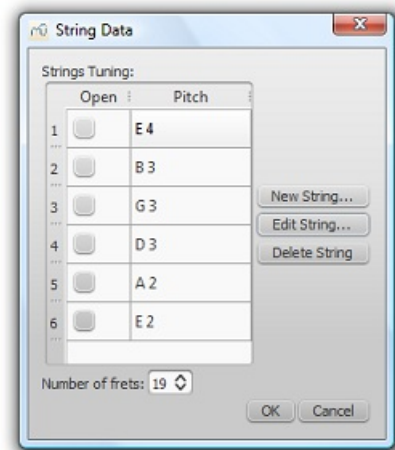 String Data
Strings Tuning:
Open Pitch
1 E 4
2 B 3
3 G 3
4 D 3
5 A 2
6 E 2
New String...
Edit String...
Delete String
Number of frets: 19
OK Cancel